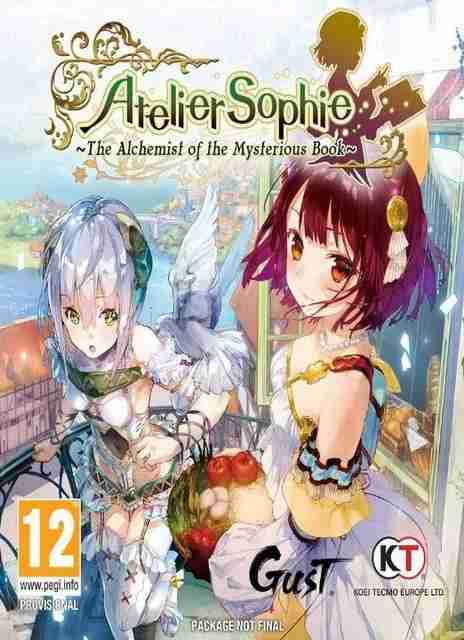 Atelier Sophie
~The Alchemist of the Mysterious Book~
12
www.pegi.info
PROVISIONAL
GUST
KT
KOEI TECMO EUROPE LTD.
PACKAGE NOT FINAL